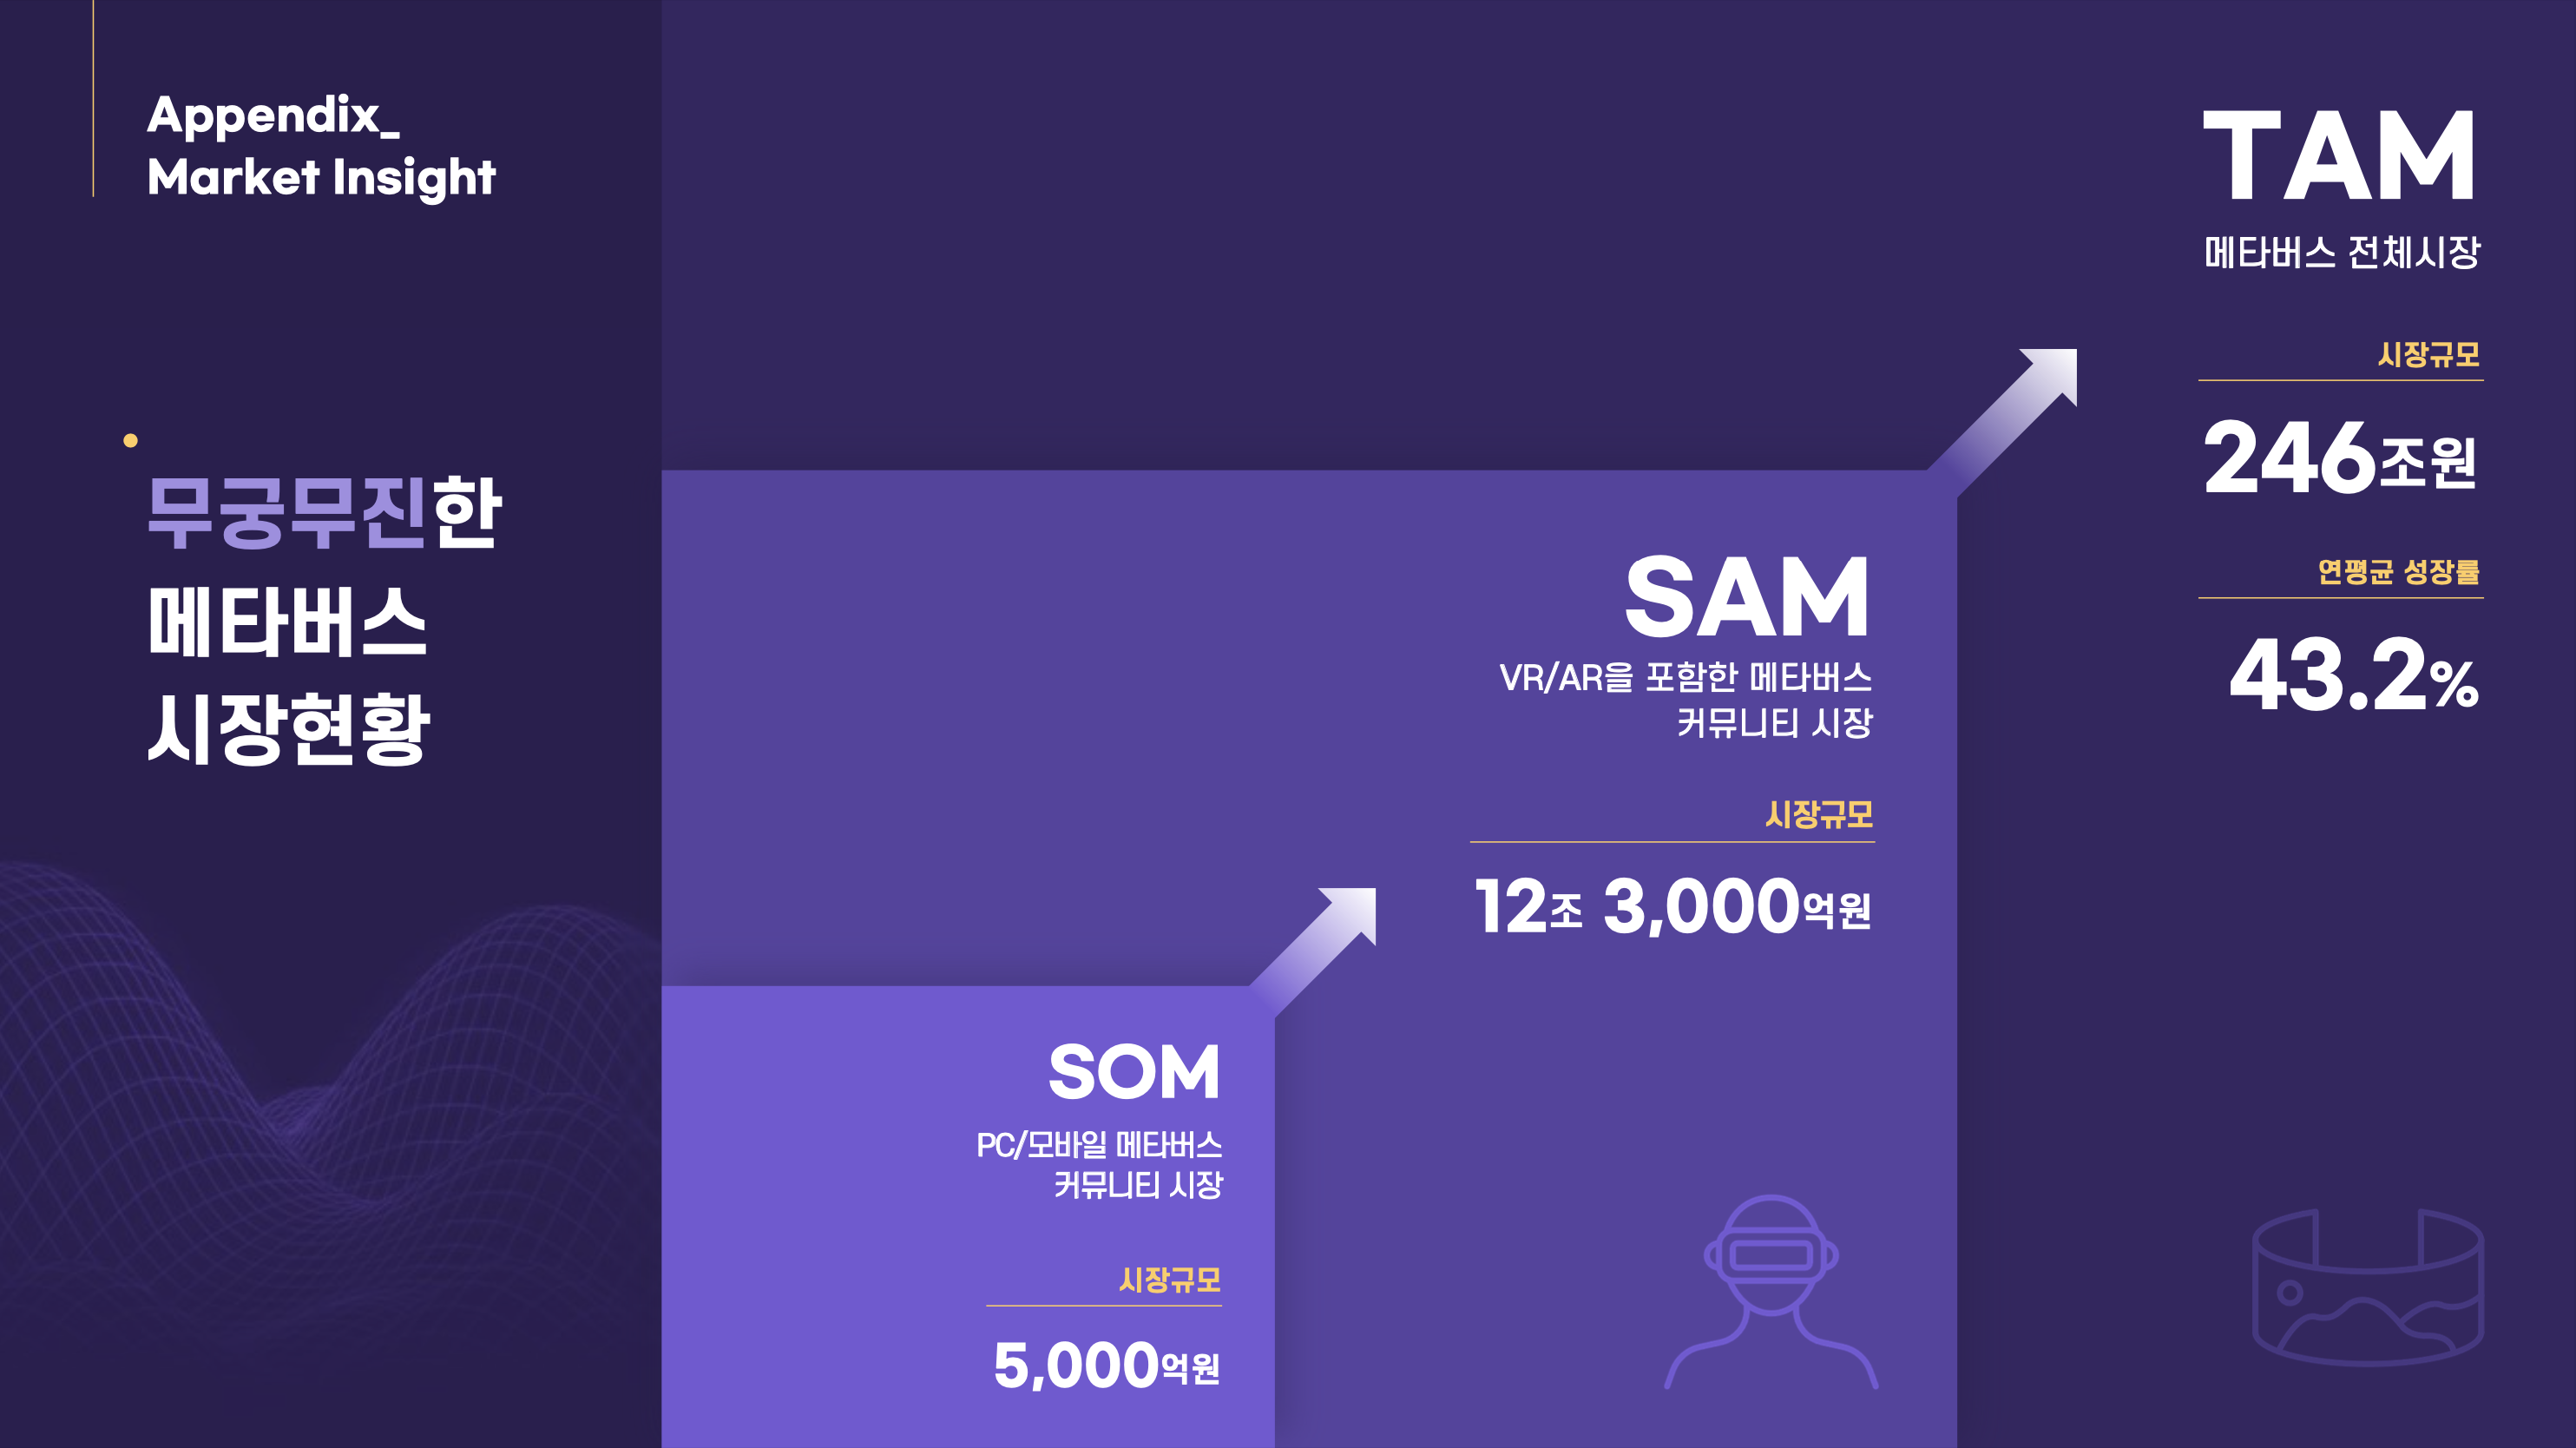 Appendix_
Market Insight
무궁무진한
메타버스
시장현황
TAM
메타버스 전체시장
시장규모
246조원
연평균 성장률
43.2%
SAM
VR/AR을 포함한 메타버스
커뮤니티 시장
시장규모
12조 3,000억원
SOM
PC/모바일 메타버스
커뮤니티 시장
시장규모
5,000억원